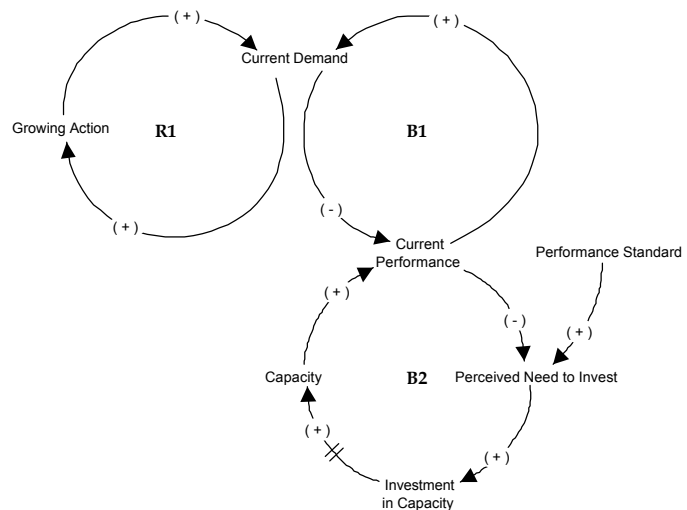 ( + )
( + )
Current Demand
Growing Action
R1
B1
( - )
( + )
Current
Performance
Performance Standard
( + )
( - )
( + )
Capacity
B2
Perceived Need to Invest
( + )
( + )
Investment
in Capacity